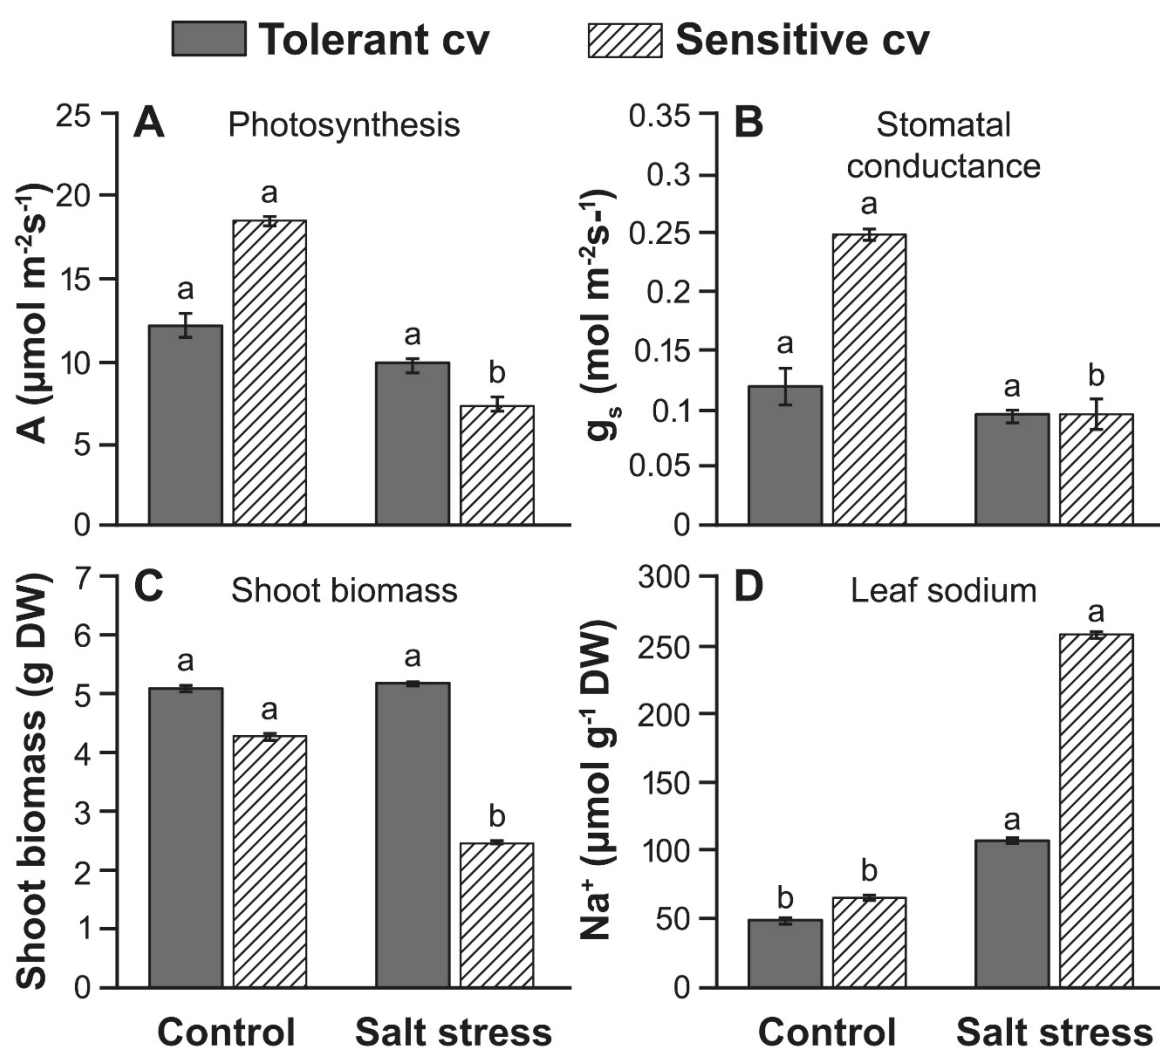 Tolerant cv
Sensitive cv
A
Photosynthesis
A (µmol m⁻²s⁻¹)
25
20
15
10
5
0
a
a
a
b
B
Stomatal
conductance
gₛ (mol m⁻²s-¹)
0.35
0.3
0.25
0.2
0.15
0.1
0.05
0
a
a
a
b
C
Shoot biomass
Shoot biomass (g DW)
7
6
5
4
3
2
1
0
a
a
a
b
Control
Salt stress
D
Leaf sodium
Na⁺ (µmol g⁻¹ DW)
300
250
200
150
100
50
0
b
b
a
a
Control
Salt stress